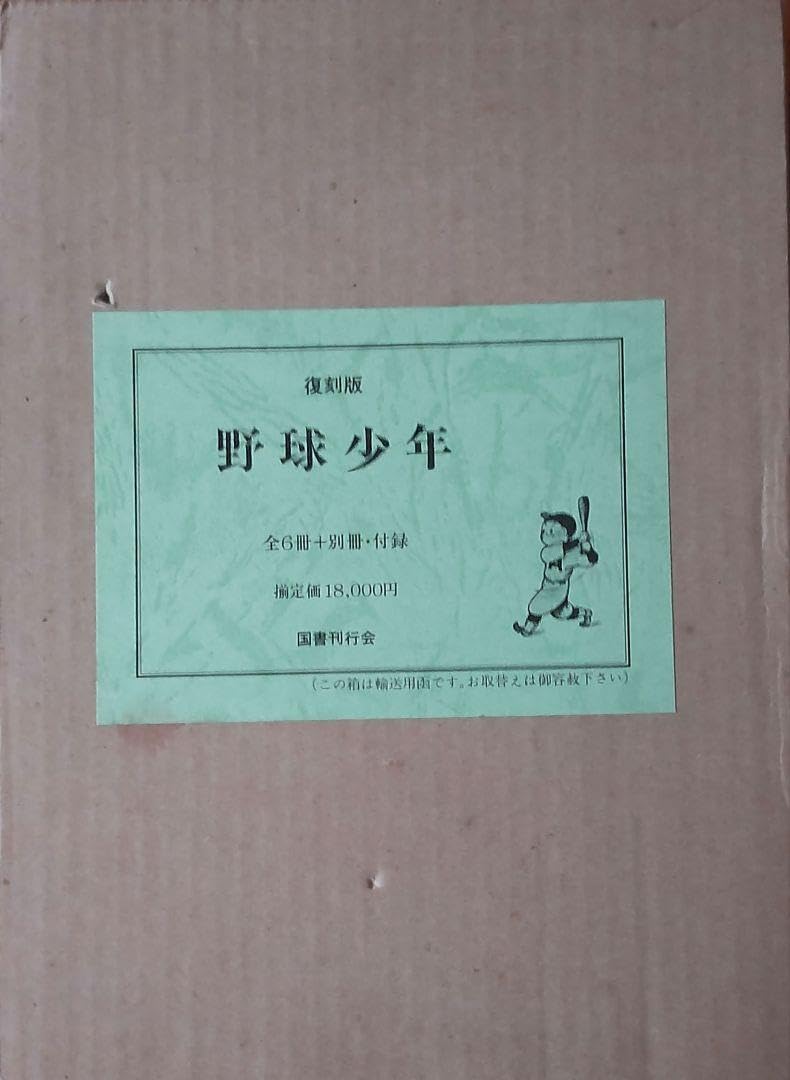 復刻版
野球少年
全6冊+別冊・付録
揃定価18,000円
国書刊行会
(この箱は輸送用函です。お取替えは御容赦下さい)